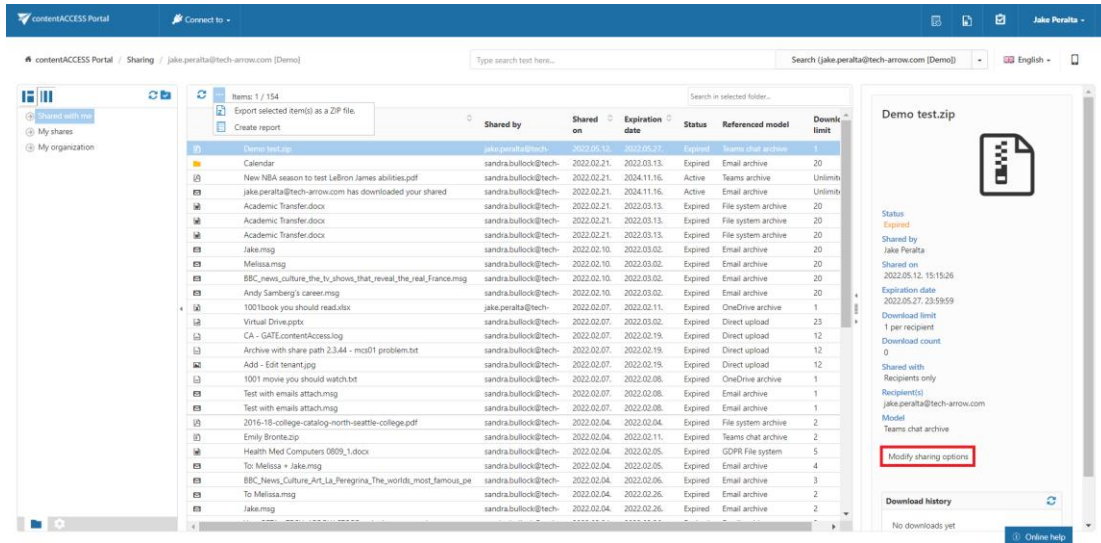 contentACCESS Portal
Connect to
Jake Peralta
contentACCESS Portal / Sharing / jake.peralta@tech-arrow.com [Demo]
Type search text here...
Search (jake.peralta@tech-arrow.com [Demo])
English
Shared with me
My shares
My organization
Items: 1 / 154
Search in selected folder...
Export selected item(s) as a ZIP file.
Create report
Shared by Shared on Expiration date Status Referenced model Downlo limit
Demo test.zip jake.peralta@tech- 2022.05.12. 2022.05.27. Expired Teams chat archive 1
Calendar sandra.bullock@tech- 2022.02.21. 2022.03.13. Expired Email archive 20
New NBA season to test LeBron James abilities.pdf sandra.bullock@tech- 2022.02.21. 2024.11.16. Active Teams archive Unlimite
jake.peralta@tech-arrow.com has downloaded your shared sandra.bullock@tech- 2022.02.21. 2024.11.16. Active Email archive Unlimite
Academic Transfer.docx sandra.bullock@tech- 2022.02.21. 2022.03.13. Expired File system archive 20
Academic Transfer.docx sandra.bullock@tech- 2022.02.21. 2022.03.13. Expired File system archive 20
Academic Transfer.docx sandra.bullock@tech- 2022.02.21. 2022.03.13. Expired File system archive 20
Jake.msg sandra.bullock@tech- 2022.02.10. 2022.03.02. Expired Email archive 20
Melissa.msg sandra.bullock@tech- 2022.02.10. 2022.03.02. Expired Email archive 20
BBC_news_culture_the_tv_shows_that_reveal_the_real_France.msg sandra.bullock@tech- 2022.02.10. 2022.03.02. Expired Email archive 20
Andy Samberg's career.msg sandra.bullock@tech- 2022.02.10. 2022.03.02. Expired Email archive 20
1001book you should read.xlsx jake.peralta@tech- 2022.02.07. 2022.02.11. Expired OneDrive archive 1
Virtual Drive.pptx sandra.bullock@tech- 2022.02.07. 2022.03.02. Expired Direct upload 23
CA - GATE.contentAccess.log sandra.bullock@tech- 2022.02.07. 2022.02.19. Expired Direct upload 12
Archive with share path 2.3.44 - mcs01 problem.txt sandra.bullock@tech- 2022.02.07. 2022.02.19. Expired Direct upload 12
Add - Edit tenant.jpg sandra.bullock@tech- 2022.02.07. 2022.02.19. Expired Direct upload 12
1001 movie you should watch.txt sandra.bullock@tech- 2022.02.07. 2022.02.08. Expired OneDrive archive 1
Test with emails attach.msg sandra.bullock@tech- 2022.02.07. 2022.02.08. Expired Email archive 1
Test with emails attach.msg sandra.bullock@tech- 2022.02.07. 2022.02.08. Expired Email archive 1
2016-18-college-catalog-north-seattle-college.pdf sandra.bullock@tech- 2022.02.04. 2022.02.04. Expired File system archive 2
Emily Bronte.zip sandra.bullock@tech- 2022.02.04. 2022.02.11. Expired Teams chat archive 2
Health Med Computers 0809_1.docx sandra.bullock@tech- 2022.02.04. 2022.02.05. Expired GDPR File system 5
To: Melissa + Jake.msg sandra.bullock@tech- 2022.02.04. 2022.02.05. Expired Email archive 4
BBC_News_Culture_Art_La_Peregrina_The_worlds_most_famous_pe sandra.bullock@tech- 2022.02.04. 2022.02.06. Expired Email archive 3
To Melissa.msg sandra.bullock@tech- 2022.02.04. 2022.02.26. Expired Email archive 2
Jake.msg sandra.bullock@tech- 2022.02.04. 2022.02.26. Expired Email archive 2
Demo test.zip
Status
Expired
Shared by
Jake Peralta
Shared on
2022.05.12. 15:15:26
Expiration date
2022.05.27. 23:59:59
Download limit
1 per recipient
Download count
0
Shared with
Recipients only
Recipient(s)
jake.peralta@tech-arrow.com
Model
Teams chat archive
Modify sharing options
Download history
No downloads yet
Online help